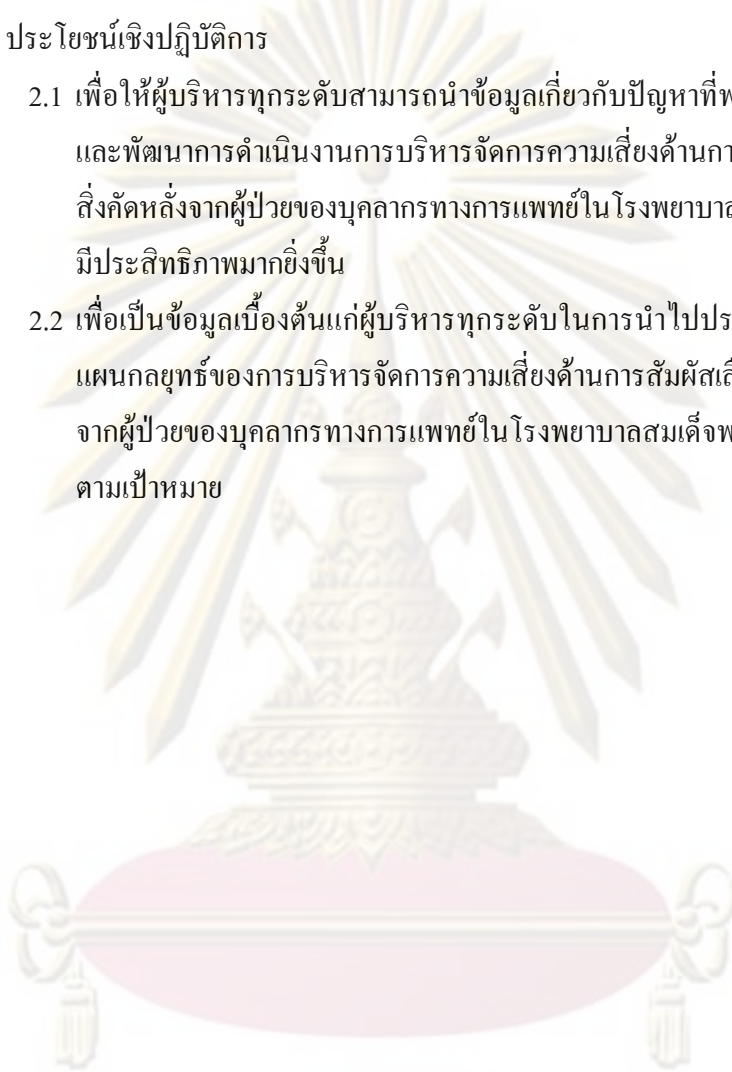 ประโยชน์เชิงปฏิบัติการ
2.1 เพื่อให้ผู้บริหารทุกระดับสามารถนำข้อมูลเกี่ยวกับปัญหาที่
และพัฒนาการดำเนินงานการบริหารจัดการความเสี่ยงด้าน
สิ่งคัดหลั่งจากผู้ป่วยของบุคลากรทางการแพทย์ในโรงพยาบาล
มีประสิทธิภาพมากยิ่งขึ้น
2.2 เพื่อเป็นข้อมูลเบื้องต้นแก่ผู้บริหารทุกระดับในการนำไป
แผนกลยุทธ์ของการบริหารจัดการความเสี่ยงด้านการสัมผัส
จากผู้ป่วยของบุคลากรทางการแพทย์ในโรงพยาบาลสมเด็จ
ตามเป้าหมาย